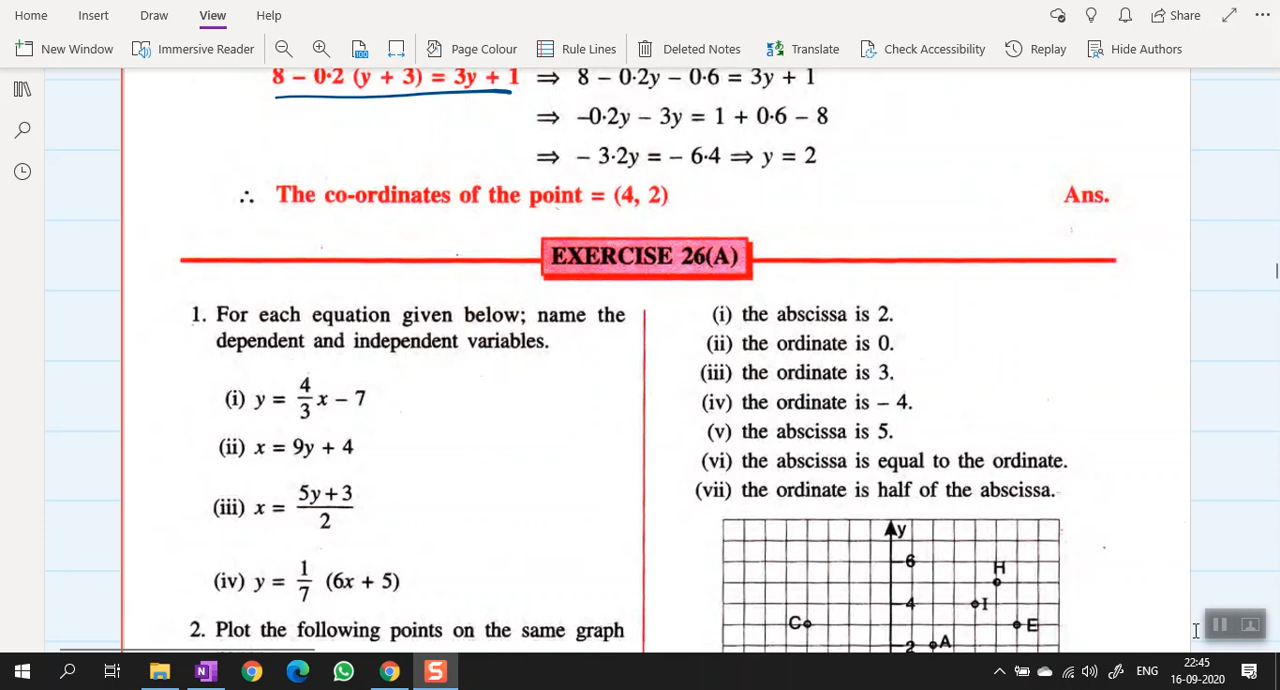 Home Insert Draw View Help
Share
New Window Immersive Reader Page Colour Rule Lines Deleted Notes Translate Check Accessibility Replay Hide Authors
8 – 0·2 (y + 3) = 3y + 1 ⇒ 8 – 0·2y – 0·6 = 3y + 1
⇒ –0·2y – 3y = 1 + 0·6 – 8
⇒ – 3·2y = – 6·4 ⇒ y = 2
∴ The co-ordinates of the point = (4, 2) Ans.
EXERCISE 26(A)
1. For each equation given below; name the
dependent and independent variables.
(i) y = 4/3 x – 7
(ii) x = 9y + 4
(iii) x = 5y + 3 / 2
(iv) y = 1/7 (6x + 5)
2. Plot the following points on the same graph
(i) the abscissa is 2.
(ii) the ordinate is 0.
(iii) the ordinate is 3.
(iv) the ordinate is – 4.
(v) the abscissa is 5.
(vi) the abscissa is equal to the ordinate.
(vii) the ordinate is half of the abscissa.
y
6
H
4
I
C
E
2
A
ENG
22:45
16-09-2020